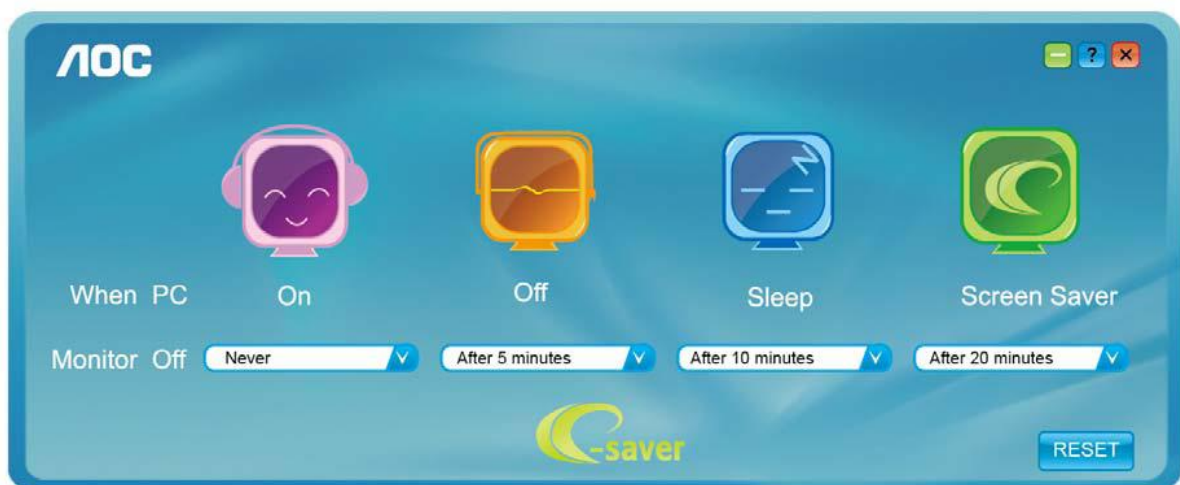 AOC
?
When PC On Off Sleep Screen Saver
Monitor Off Never After 5 minutes After 10 minutes After 20 minutes
e-saver
RESET